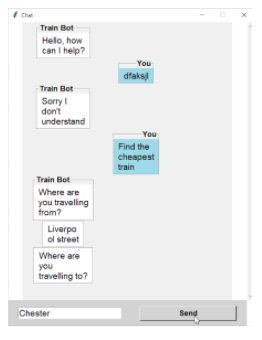 Chat
Train Bot
Hello, how
can I help?
You
dfaksjl
Train Bot
Sorry I
don't
understand
You
Find the
cheapest
train
Train Bot
Where are
you travelling
from?
Liverpo
ol street
Where are
you
travelling to?
Chester
Send